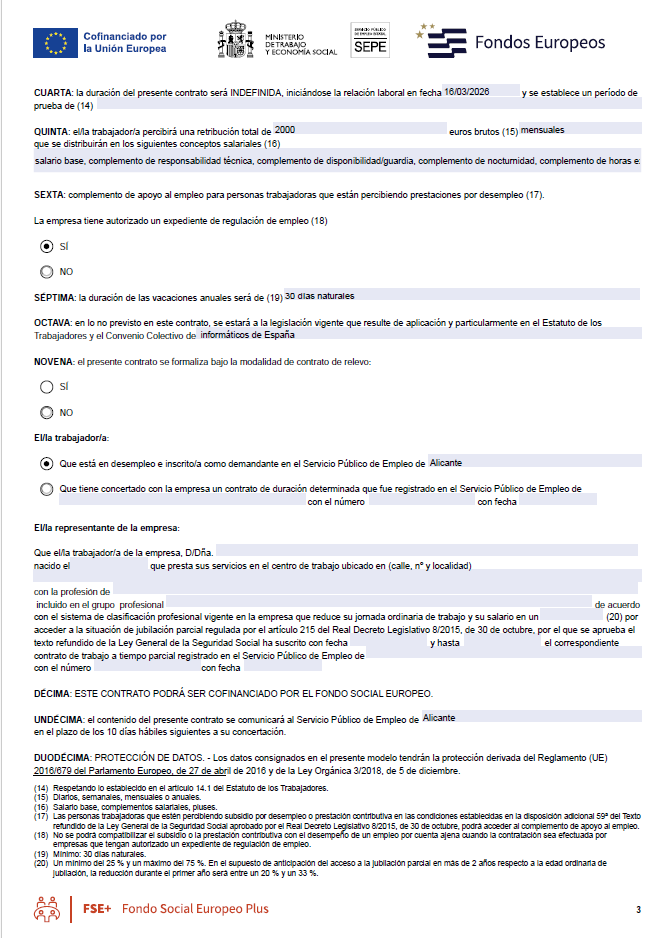 Cofinanciado por
la Unión Europea
MINISTERIO
DE TRABAJO
Y ECONOMÍA SOCIAL
SERVICIO PÚBLICO
DE EMPLEO ESTATAL
SEPE
Fondos Europeos
CUARTA: la duración del presente contrato será INDEFINIDA, iniciándose la relación laboral en fecha 16/03/2026 y se establece un período de
prueba de (14)
QUINTA: el/la trabajador/a percibirá una retribución total de 2000 euros brutos (15) mensuales
que se distribuirán en los siguientes conceptos salariales (16)
salario base, complemento de responsabilidad técnica, complemento de disponibilidad/guardia, complemento de nocturnidad, complemento de horas e
SEXTA: complemento de apoyo al empleo para personas trabajadoras que están percibiendo prestaciones por desempleo (17).
La empresa tiene autorizado un expediente de regulación de empleo (18)
SÍ
NO
SÉPTIMA: la duración de las vacaciones anuales será de (19) 30 días naturales
OCTAVA: en lo no previsto en este contrato, se estará a la legislación vigente que resulte de aplicación y particularmente en el Estatuto de los
Trabajadores y el Convenio Colectivo de informáticos de España
NOVENA: el presente contrato se formaliza bajo la modalidad de contrato de relevo:
SÍ
NO
El/la trabajador/a:
Que está en desempleo e inscrito/a como demandante en el Servicio Público de Empleo de Alicante
Que tiene concertado con la empresa un contrato de duración determinada que fue registrado en el Servicio Público de Empleo de
con el número con fecha
El/la representante de la empresa:
Que el/la trabajador/a de la empresa, D/Dña.
nacido el que presta sus servicios en el centro de trabajo ubicado en (calle, nº y localidad)
con la profesión de
incluido en el grupo profesional de acuerdo
con el sistema de clasificación profesional vigente en la empresa que reduce su jornada ordinaria de trabajo y su salario en un (20) por
acceder a la situación de jubilación parcial regulada por el artículo 215 del Real Decreto Legislativo 8/2015, de 30 de octubre, por el que se aprueba el
texto refundido de la Ley General de la Seguridad Social ha suscrito con fecha y hasta el correspondiente
contrato de trabajo a tiempo parcial registrado en el Servicio Público de Empleo de
con el número con fecha
DÉCIMA: ESTE CONTRATO PODRÁ SER COFINANCIADO POR EL FONDO SOCIAL EUROPEO.
UNDÉCIMA: el contenido del presente contrato se comunicará al Servicio Público de Empleo de Alicante
en el plazo de los 10 días hábiles siguientes a su concertación.
DUODÉCIMA: PROTECCIÓN DE DATOS. - Los datos consignados en el presente modelo tendrán la protección derivada del Reglamento (UE)
2016/679 del Parlamento Europeo, de 27 de abril de 2016 y de la Ley Orgánica 3/2018, de 5 de diciembre.
(14) Respetando lo establecido en el artículo 14.1 del Estatuto de los Trabajadores.
(15) Diarios, semanales, mensuales o anuales.
(16) Salario base, complementos salariales, pluses.
(17) Las personas trabajadoras que estén percibiendo subsidio por desempleo o prestación contributiva en las condiciones establecidas en la disposición adicional 59ª del Texto
refundido de la Ley General de la Seguridad Social aprobado por el Real Decreto Legislativo 8/2015, de 30 de octubre, podrá acceder al complemento de apoyo al empleo.
(18) No se podrá compatibilizar el subsidio o la prestación contributiva con el desempeño de un empleo por cuenta ajena cuando la contratación sea efectuada por
empresas que tengan autorizado un expediente de regulación de empleo.
(19) Mínimo: 30 días naturales.
(20) Un mínimo del 25 % y un máximo del 75 %. En el supuesto de anticipación del acceso a la jubilación parcial en más de 2 años respecto a la edad ordinaria de
jubilación, la reducción durante el primer año será entre un 20 % y un 33 %.
FSE+ Fondo Social Europeo Plus
3